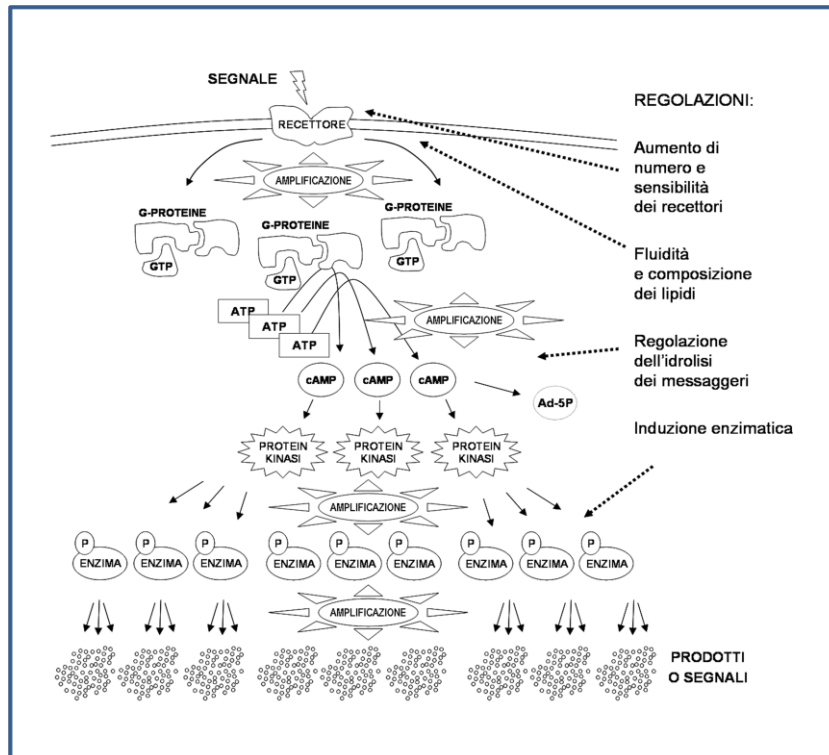 SEGNALE
RECETTORE
REGOLAZIONI:
Aumento di
numero e
sensibilità
dei recettori
AMPLIFICAZIONE
G-PROTEINE
G-PROTEINE
G-PROTEINE
GTP
GTP
GTP
Fluidità
e composizione
dei lipidi
ATP
ATP
ATP
AMPLIFICAZIONE
Regolazione
dell'idrolisi
dei messaggeri
cAMP
cAMP
cAMP
Ad-5P
Induzione enzimatica
PROTEIN
KINASI
PROTEIN
KINASI
PROTEIN
KINASI
AMPLIFICAZIONE
P
P
P
P
P
P
P
P
P
ENZIMA
ENZIMA
ENZIMA
ENZIMA
ENZIMA
ENZIMA
ENZIMA
ENZIMA
ENZIMA
AMPLIFICAZIONE
PRODOTTI
O SEGNALI